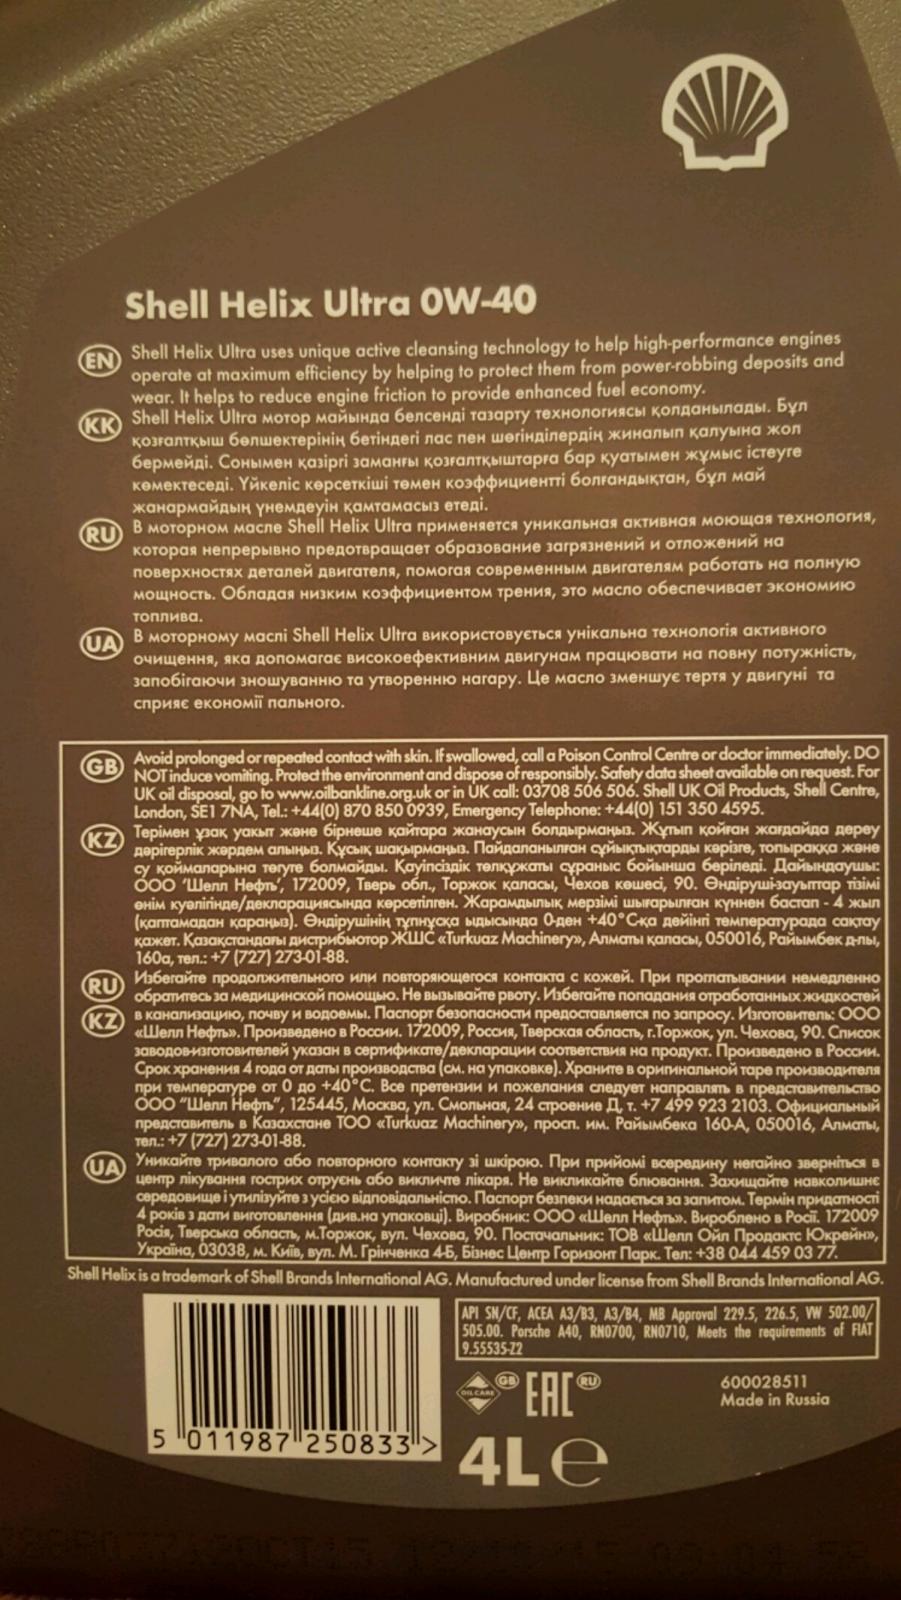 Shell Helix Ultra 0W-40
EN Shell Helix Ultra uses unique active cleansing technology to help high-performance engines
operate at maximum efficiency by helping to protect them from power-robbing deposits and
wear. It helps to reduce engine friction to provide enhanced fuel economy.
KK Shell Helix Ultra мотор майында белсенді тазарту технологиясы қолданылады. Бұл
қозғалтқыш бөлшектерінің бетіндегі лас пен шөгінділердің жиналып қалуына жол
бермейді. Сонымен қазіргі заманғы қозғалтқыштарға бар қуатымен жұмыс істеуге
көмектеседі. Үйкеліс көрсеткіші төмен коэффициентті болғандықтан, бұл май
жанармайдың үнемдеуін қамтамасыз етеді.
RU В моторном масле Shell Helix Ultra применяется уникальная активная моющая технология,
которая непрерывно предотвращает образование загрязнений и отложений на
поверхностях деталей двигателя, помогая современным двигателям работать на полную
мощность. Обладая низким коэффициентом трения, это масло обеспечивает экономию
топлива.
UA В моторному маслі Shell Helix Ultra використовується унікальна технологія активного
очищення, яка допомагає високоефективним двигунам працювати на повну потужність,
запобігаючи зношуванню та утворенню нагару. Це масло зменшує тертя у двигуні та
сприяє економії пального.
GB Avoid prolonged or repeated contact with skin. If swallowed, call a Poison Control Centre or doctor immediately. DO
NOT induce vomiting. Protect the environment and dispose of responsibly. Safety data sheet available on request. For
UK oil disposal, go to www.oilbankline.org.uk or in UK call: 03708 506 506. Shell UK Oil Products, Shell Centre,
London, SE1 7NA, Tel.: +44(0) 870 850 0939, Emergency Telephone: +44(0) 151 350 4595.
KZ Терімен ұзақ уақыт және бірнеше қайтара жанасуын болдырмаңыз. Жұтып қойған жағдайда дереу
дәрігерлік жәрдем алыңыз. Құсық шақырмаңыз. Пайдаланылған сұйықтықтарды көрізге, топыраққа және
су қоймаларына төгуге болмайды. Қауіпсіздік төлқұжаты сұраныс бойынша беріледі. Дайындаушы:
ООО "Шелл Нефть", 172009, Тверь обл., Торжок қаласы, Чехов көшесі, 90. Өндіруші-зауыттар тізімі
өнім куәлігінде/декларациясында көрсетілген. Жарамдылық мерзімі шығарылған күннен бастап - 4 жыл
(қаптамадан қараңыз). Өндірушінің түпнұсқа ыдысында 0-ден +40°С-қа дейінгі температурада сақтау
қажет. Қазақстандағы дистрибьютор ЖШС «Turkuaz Machinery», Алматы қаласы, 050016, Райымбек д-лы,
160а, тел.: +7 (727) 273-01-88.
RU KZ Избегайте продолжительного или повторяющегося контакта с кожей. При проглатывании немедленно
обратитесь за медицинской помощью. Не вызывайте рвоту. Избегайте попадания отработанных жидкостей
в канализацию, почву и водоемы. Паспорт безопасности предоставляется по запросу. Изготовитель: ООО
«Шелл Нефть». Произведено в России. 172009, Россия, Тверская область, г.Торжок, ул. Чехова, 90. Список
заводов-изготовителей указан в сертификате/декларации соответствия на продукт. Произведено в России.
Срок хранения 4 года от даты производства (см. на упаковке). Храните в оригинальной таре производителя
при температуре от 0 до +40°С. Все претензии и пожелания следует направлять в представительство
ООО "Шелл Нефть", 125445, Москва, ул. Смольная, 24 строение Д, т. +7 499 923 2103. Официальный
представитель в Казахстане ТОО «Turkuaz Machinery», просп. им. Райымбека 160-А, 050016, Алматы,
тел.: +7 (727) 273-01-88.
UA Уникайте тривалого або повторного контакту зі шкірою. При прийомі всередину негайно зверніться в
центр лікування гострих отруєнь або викличте лікаря. Не викликайте блювання. Захищайте навколишнє
середовище і утилізуйте з усією відповідальністю. Паспорт безпеки надається за запитом. Термін придатності
4 років з дати виготовлення (див.на упаковці). Виробник: ООО «Шелл Нефть». Вироблено в Росії. 172009
Росія, Тверська область, м.Торжок, вул. Чехова, 90. Постачальник: ТОВ «Шелл Ойл Продактс Юкрейн»,
Україна, 03038, м. Київ, вул. М. Грінченка 4-Б, Бізнес Центр Горизонт Парк. Тел: +38 044 459 03 77.
Shell Helix is a trademark of Shell Brands International AG. Manufactured under license from Shell Brands International AG.
API SN/CF, ACEA A3/B3, A3/B4, MB Approval 229.5, 226.5, VW 502.00/
505.00. Porsche A40, RN0700, RN0710, Meets the requirements of FIAT
9.55535-Z2
OIL CARE GB EAC RU
600028511
Made in Russia
5 011987 250833 >
4L e